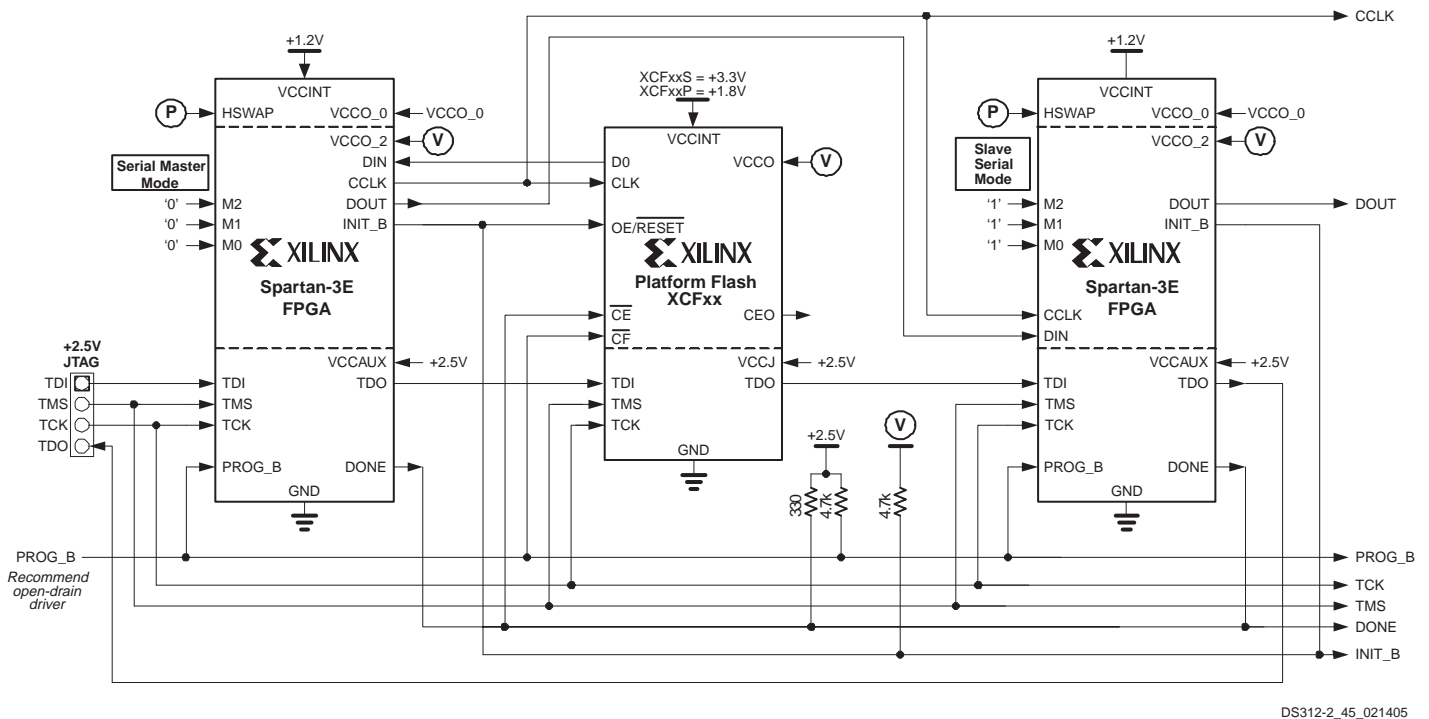 CCLK
+1.2V
VCCINT
P
HSWAP
VCCO_0
VCCO_0
VCCO_2
V
Serial Master
Mode
DIN
CCLK
'0'
M2
DOUT
'0'
M1
INIT_B
'0'
M0
XILINX
Spartan-3E
FPGA
VCCAUX
+2.5V
+2.5V
JTAG
TDI
TDI
TDO
TMS
TMS
TCK
TCK
TDO
PROG_B
DONE
GND
XCFxxS = +3.3V
XCFxxP = +1.8V
VCCINT
D0
VCCO
V
CLK
OE/RESET
XILINX
Platform Flash
XCFxx
CE
CEO
CF
VCCJ
+2.5V
TDI
TDO
TMS
TCK
GND
+2.5V
V
330
4.7k
4.7k
+1.2V
VCCINT
P
HSWAP
VCCO_0
VCCO_0
VCCO_2
V
Slave
Serial
Mode
'1'
M2
DOUT
DOUT
'1'
M1
INIT_B
'1'
M0
XILINX
Spartan-3E
FPGA
CCLK
DIN
VCCAUX
+2.5V
TDI
TDO
TMS
TCK
PROG_B
DONE
GND
PROG_B
Recommend
open-drain
driver
PROG_B
TCK
TMS
DONE
INIT_B
DS312-2_45_021405